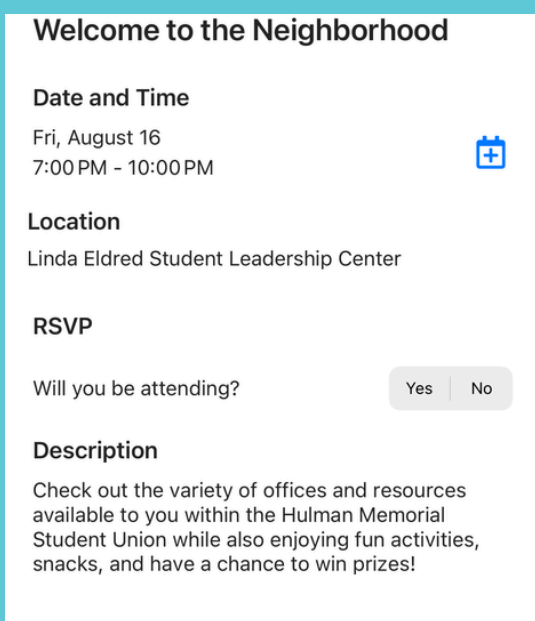 Welcome to the Neighborhood
Date and Time
Fri, August 16
7:00 PM - 10:00 PM
Location
Linda Eldred Student Leadership Center
RSVP
Will you be attending?
Yes No
Description
Check out the variety of offices and resources
available to you within the Hulman Memorial
Student Union while also enjoying fun activities,
snacks, and have a chance to win prizes!